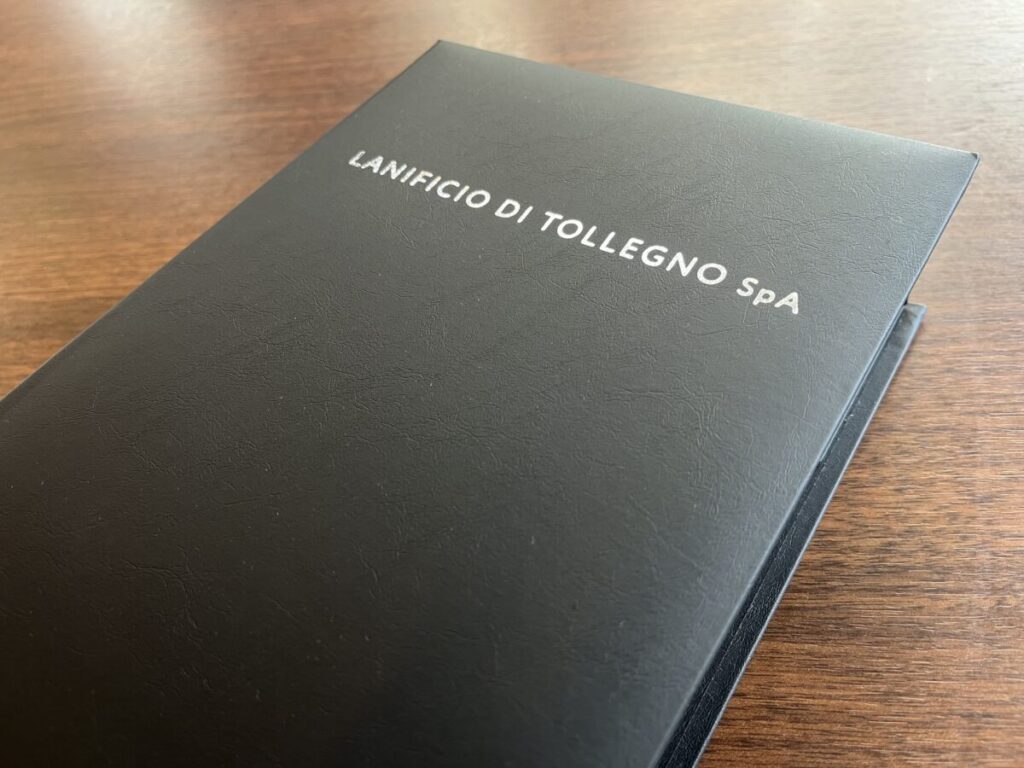 LANIFICIO DI TOLLEGNO SpA